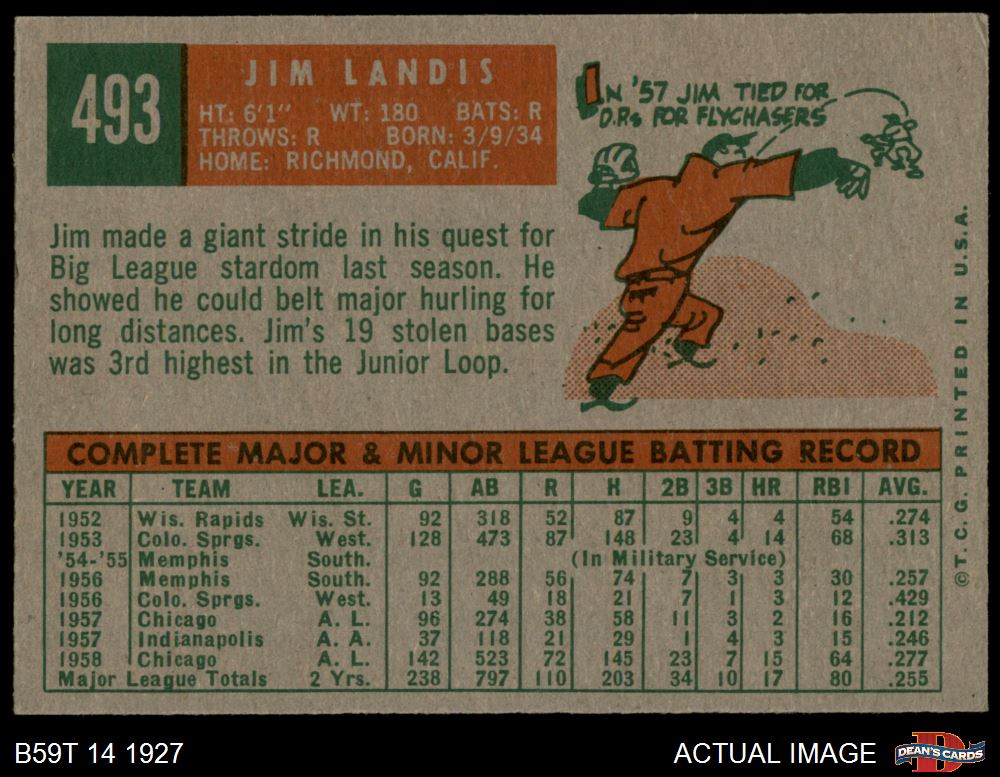 493
JIM LANDIS
HT: 6'1" WT: 180 BATS: R
THROWS: R BORN: 3/9/34
HOME: RICHMOND, CALIF.
IN '57 JIM TIED FOR
D.P.s FOR FLYCHASERS
Jim made a giant stride in his quest for
Big League stardom last season. He
showed he could belt major hurling for
long distances. Jim's 19 stolen bases
was 3rd highest in the Junior Loop.
COMPLETE MAJOR & MINOR LEAGUE BATTING RECORD
YEAR TEAM LEA. G AB R H 2B 3B HR RBI AVG.
1952 Wis. Rapids Wis. St. 92 318 52 87 9 4 4 54 .274
1953 Colo. Sprgs. West. 128 473 87 148 23 4 14 68 .313
'54-'55 Memphis South. (In Military Service)
1956 Memphis South. 92 288 56 74 7 3 3 30 .257
1956 Colo. Sprgs. West. 13 49 18 21 7 1 3 12 .429
1957 Chicago A. L. 96 274 38 58 11 3 2 16 .212
1957 Indianapolis A. A. 37 118 21 29 1 4 3 15 .246
1958 Chicago A. L. 142 523 72 145 23 7 15 64 .277
Major League Totals 2 Yrs. 238 797 110 203 34 10 17 80 .255
©T. C. G. PRINTED IN U.S.A.
B59T 14 1927
ACTUAL IMAGE
D
DEAN'S CARDS